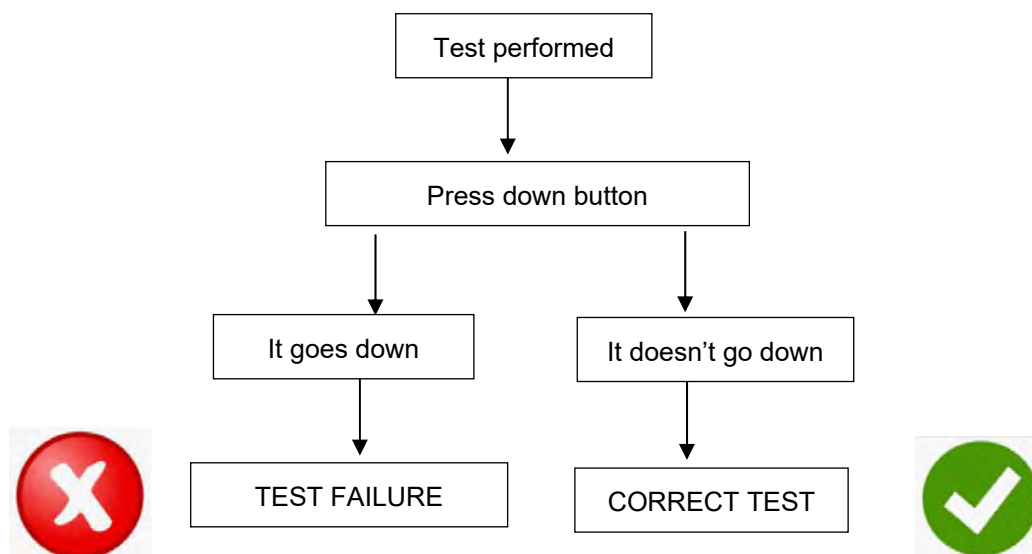 Test performed
Press down button
It goes down
It doesn’t go down
TEST FAILURE
CORRECT TEST